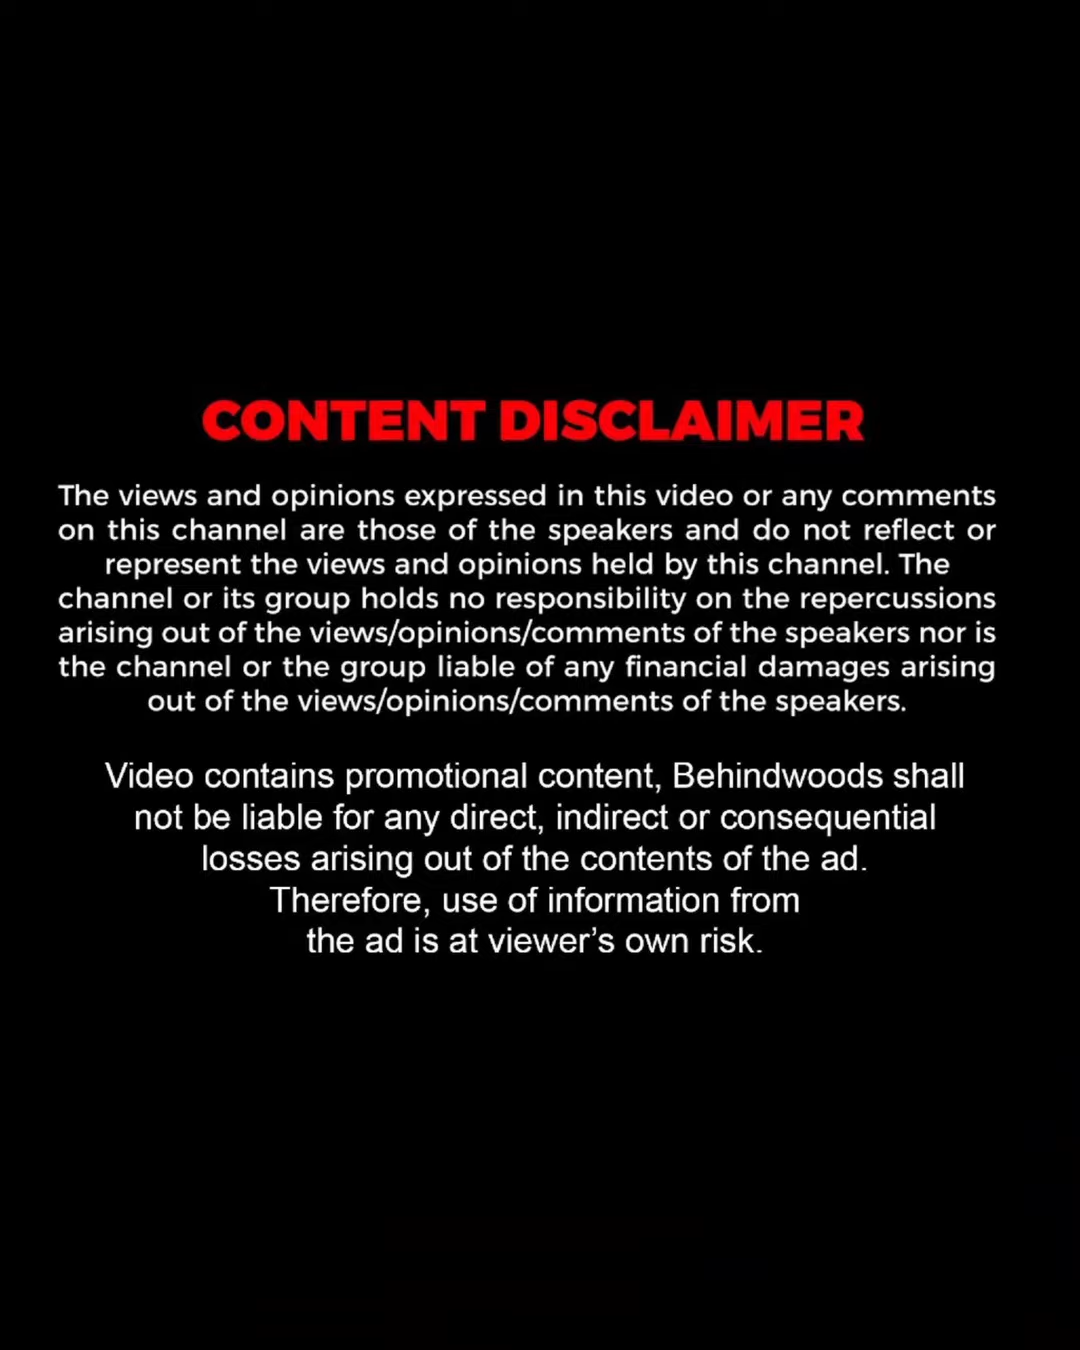 CONTENT DISCLAIMER
The views and opinions expressed in this video or any comments
on this channel are those of the speakers and do not reflect or
represent the views and opinions held by this channel. The
channel or its group holds no responsibility on the repercussions
arising out of the views/opinions/comments of the speakers nor is
the channel or the group liable of any financial damages arising
out of the views/opinions/comments of the speakers.
Video contains promotional content, Behindwoods shall
not be liable for any direct, indirect or consequential
losses arising out of the contents of the ad.
Therefore, use of information from
the ad is at viewer’s own risk.